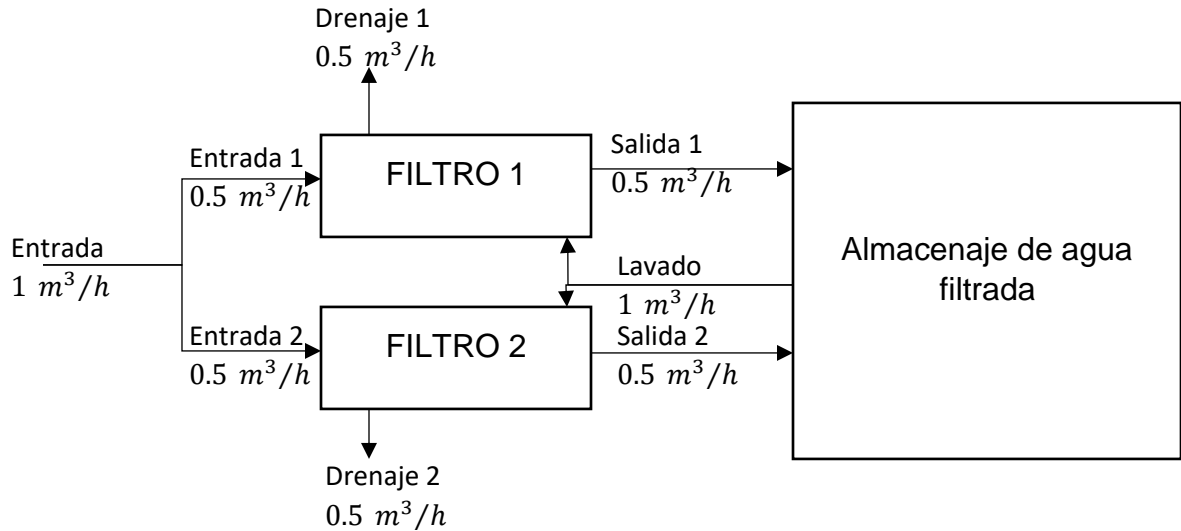 Drenaje 1
0.5 m³/h
Entrada 1
0.5 m³/h
FILTRO 1
Salida 1
0.5 m³/h
Entrada
1 m³/h
Lavado
1 m³/h
Almacenaje de agua
filtrada
Entrada 2
0.5 m³/h
FILTRO 2
Salida 2
0.5 m³/h
Drenaje 2
0.5 m³/h